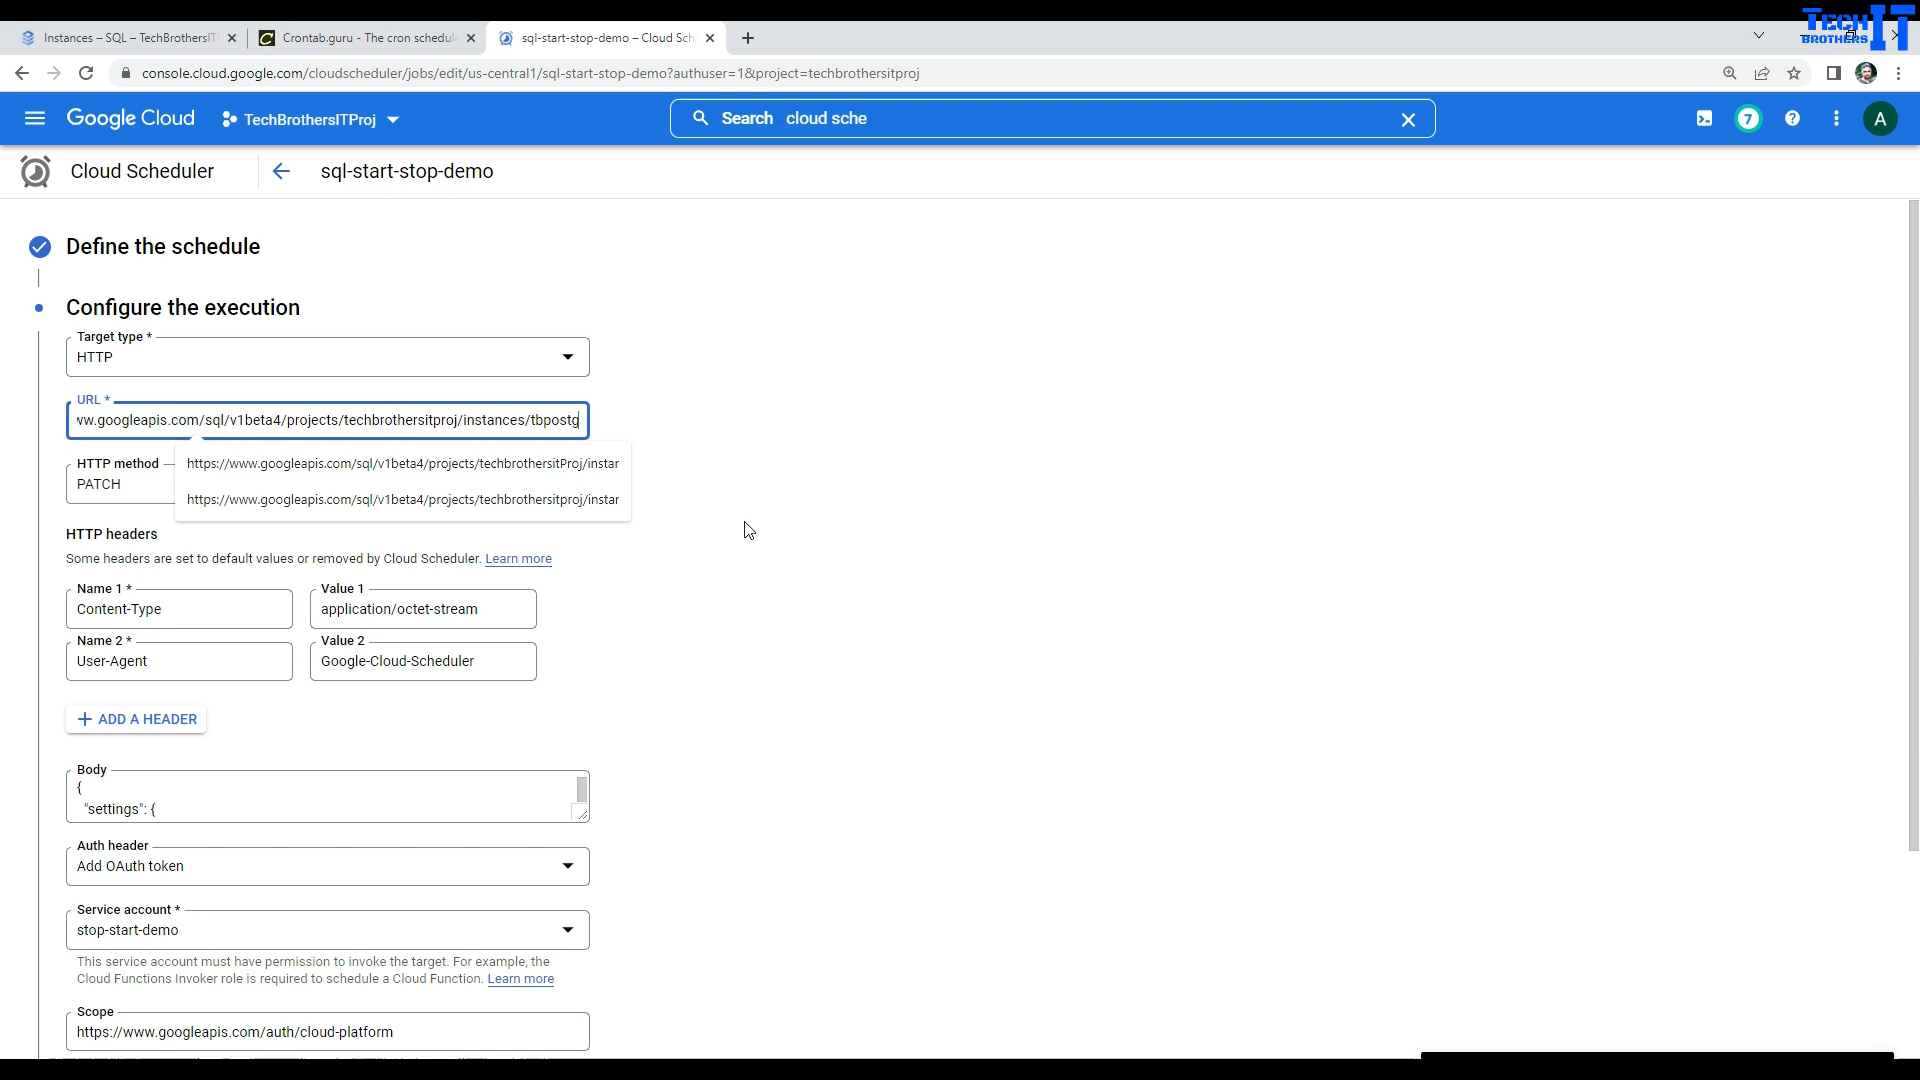 TECH IT
BROTHERS
Instances – SQL – TechBrothersIT
Crontab.guru - The cron schedule
sql-start-stop-demo – Cloud Sch
console.cloud.google.com/cloudscheduler/jobs/edit/us-central1/sql-start-stop-demo?authuser=1&project=techbrothersitproj
Google Cloud
TechBrothersITProj
Search cloud sche
7
A
Cloud Scheduler
sql-start-stop-demo
Define the schedule
Configure the execution
Target type *
HTTP
URL *
ww.googleapis.com/sql/v1beta4/projects/techbrothersitproj/instances/tbpostg
https://www.googleapis.com/sql/v1beta4/projects/techbrothersitProj/instar
https://www.googleapis.com/sql/v1beta4/projects/techbrothersitproj/instar
HTTP method
PATCH
HTTP headers
Some headers are set to default values or removed by Cloud Scheduler. Learn more
Name 1 *
Content-Type
Value 1
application/octet-stream
Name 2 *
User-Agent
Value 2
Google-Cloud-Scheduler
+ ADD A HEADER
Body
{
"settings": {
Auth header
Add OAuth token
Service account *
stop-start-demo
This service account must have permission to invoke the target. For example, the
Cloud Functions Invoker role is required to schedule a Cloud Function. Learn more
Scope
https://www.googleapis.com/auth/cloud-platform